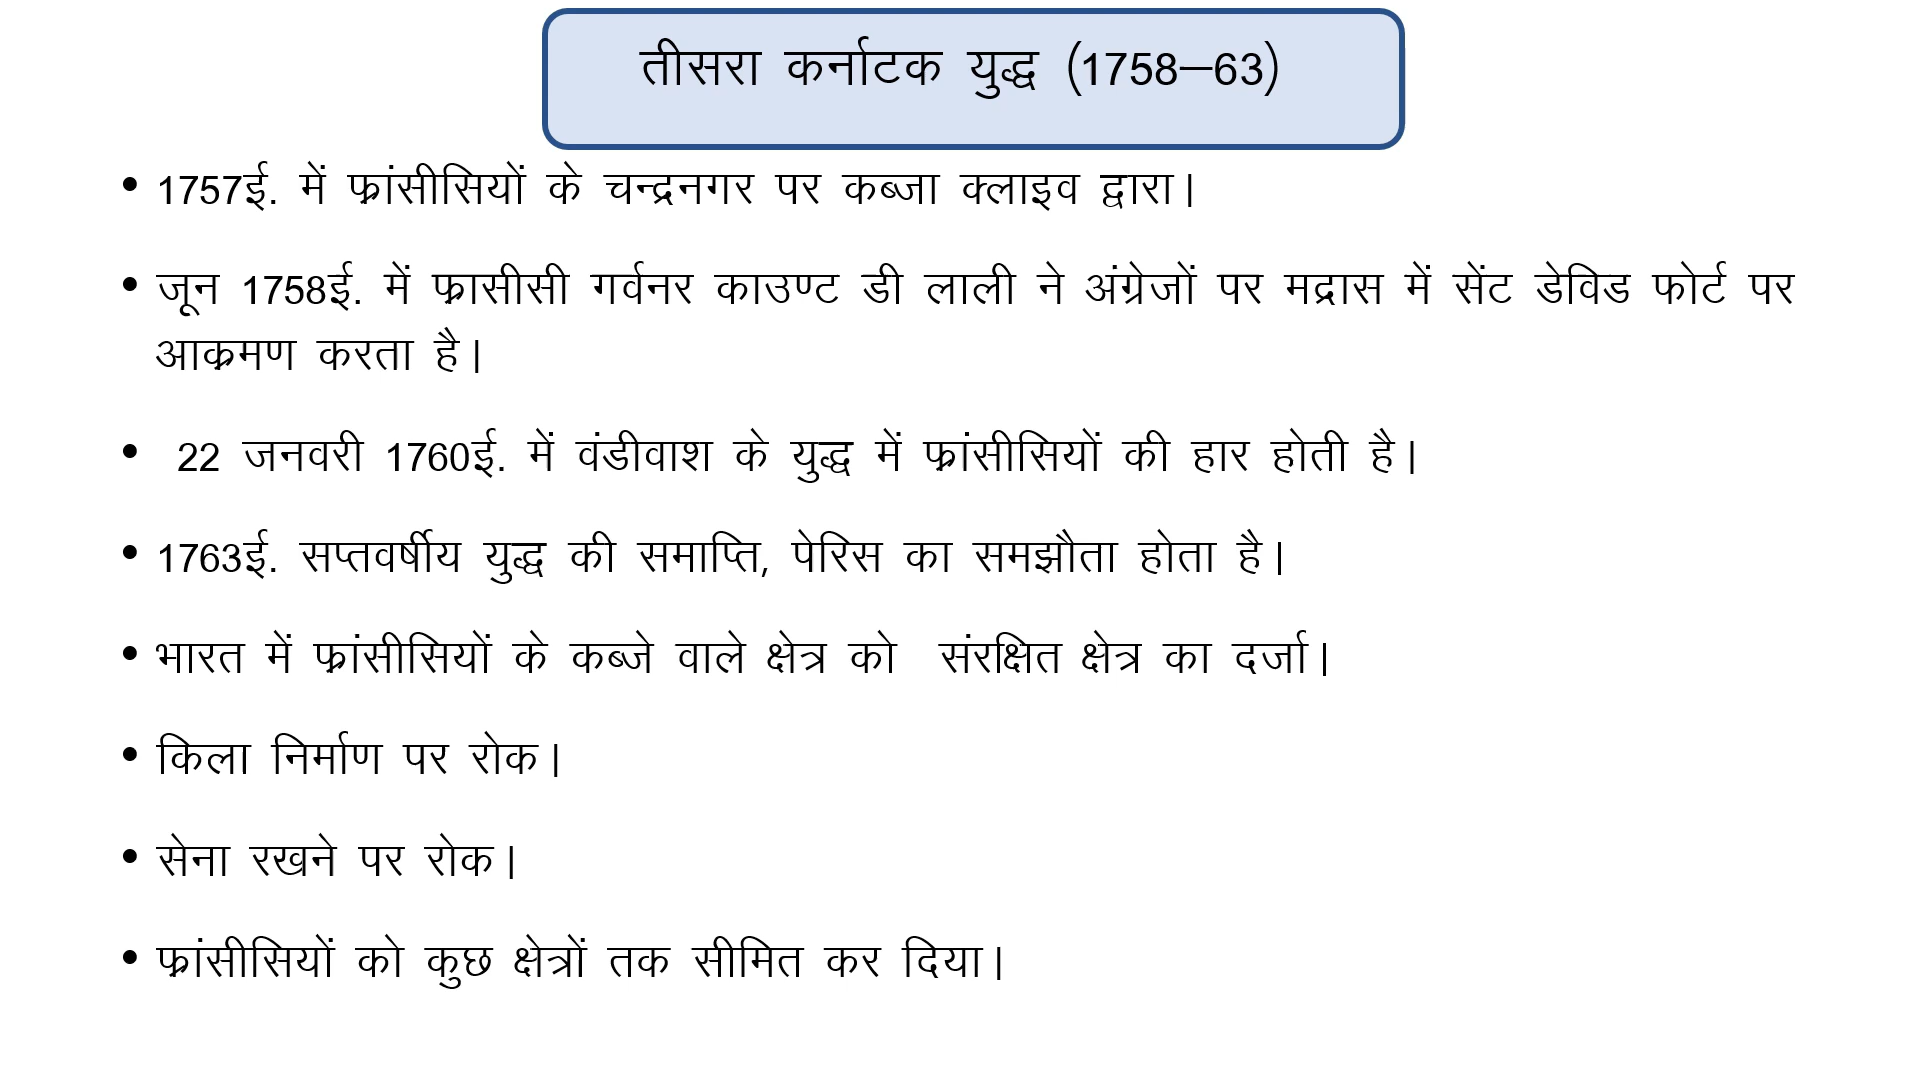 तीसरा कर्नाटक युद्ध (1758–63)
• 1757ई. में फ्रांसीसियों के चन्द्रनगर पर कब्जा क्लाइव द्वारा।
• जून 1758ई. में फ्रासीसी गर्वनर काउण्ट डी लाली ने अंग्रेजों पर मद्रास में सेंट डेविड फोर्ट पर
आक्रमण करता है।
• 22 जनवरी 1760ई. में वंडीवाश के युद्ध में फ्रांसीसियों की हार होती है।
• 1763ई. सप्तवर्षीय युद्ध की समाप्ति, पेरिस का समझौता होता है।
• भारत में फ्रांसीसियों के कब्जे वाले क्षेत्र को संरक्षित क्षेत्र का दर्जा।
• किला निर्माण पर रोक।
• सेना रखने पर रोक।
• फ्रांसीसियों को कुछ क्षेत्रों तक सीमित कर दिया।